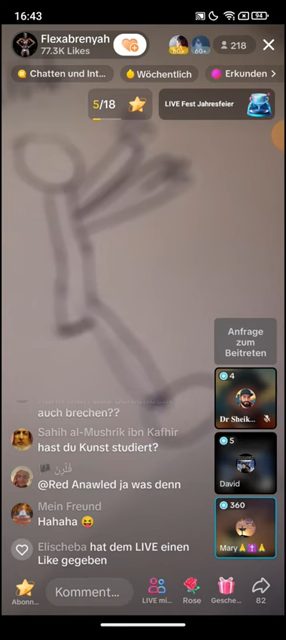 16:43
94
Flexabrenyah
77.3K Likes
60+
60+
218
Chatten und Int...
Wöchentlich
Erkunden
5/18
LIVE Fest Jahresfeier
Anfrage
zum
Beitreten
4
Dr Sheik...
5
David
360
Mary🙏✝️🙏
auch brechen??
Sahih al-Mushrik ibn Kafhir
hast du Kunst studiert?
@Red Anawled ja was denn
Mein Freund
Hahaha 😝
Elischeba hat dem LIVE einen
Like gegeben
Abonn...
Komment...
LIVE mi...
Rose
Gesche...
82